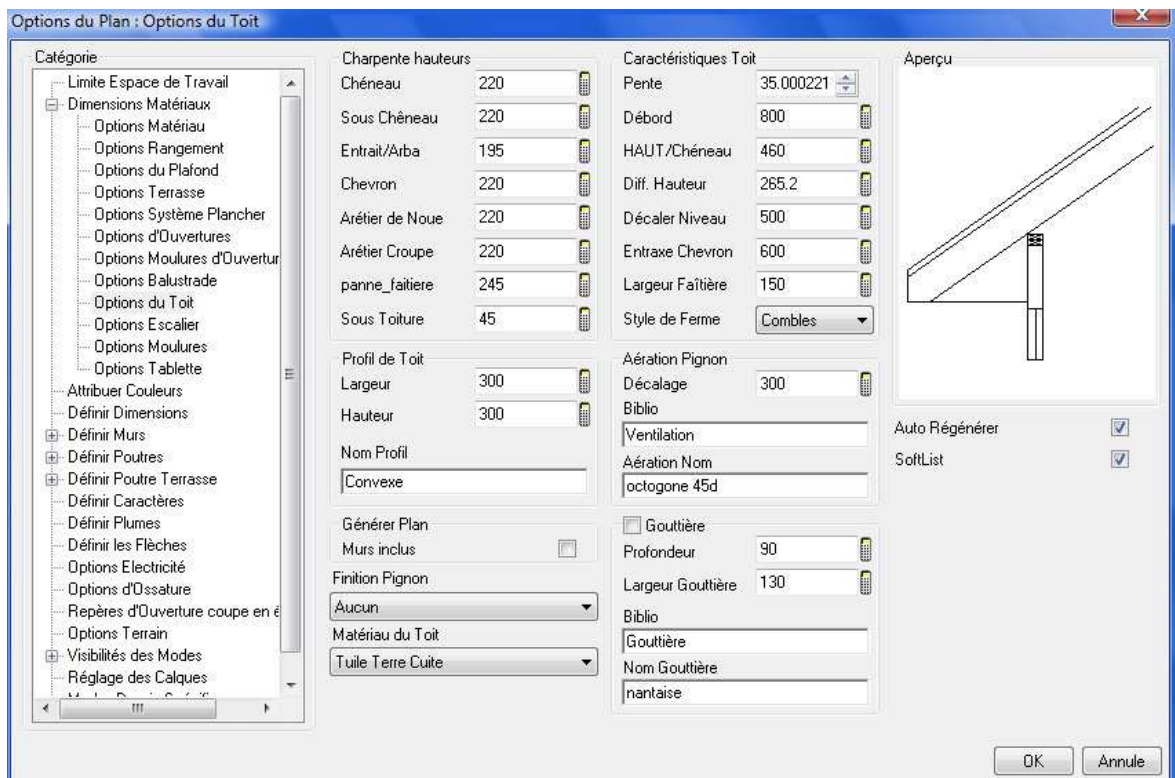 Options du Plan : Options du Toit
Catégorie
Limite Espace de Travail
Dimensions Matériaux
Options Matériau
Options Rangement
Options du Plafond
Options Terrasse
Options Système Plancher
Options d'Ouvertures
Options Moulures d'Ouvertur
Options Balustrade
Options du Toit
Options Escalier
Options Moulures
Options Tablette
Attribuer Couleurs
Définir Dimensions
Définir Murs
Définir Poutres
Définir Poutre Terrasse
Définir Caractères
Définir Plumes
Définir les Flèches
Options Electricité
Options d'Ossature
Repères d'Ouverture coupe en é
Options Terrain
Visibilités des Modes
Réglage des Calques
Charpente hauteurs
Chéneau 220
Sous Chêneau 220
Entrait/Arba 195
Chevron 220
Arétier de Noue 220
Arétier Croupe 220
panne_faitiere 245
Sous Toiture 45
Profil de Toit
Largeur 300
Hauteur 300
Nom Profil
Convexe
Générer Plan
Murs inclus
Finition Pignon
Aucun
Matériau du Toit
Tuile Terre Cuite
Caractéristiques Toit
Pente 35.000221
Débord 800
HAUT/Chéneau 460
Diff. Hauteur 265.2
Décaler Niveau 500
Entraxe Chevron 600
Largeur Faîtière 150
Style de Ferme Combles
Aération Pignon
Décalage 300
Biblio
Ventilation
Aération Nom
octogone 45d
Gouttière
Profondeur 90
Largeur Gouttière 130
Biblio
Gouttière
Nom Gouttière
nantaise
Aperçu
Auto Régénérer
SoftList
OK Annule